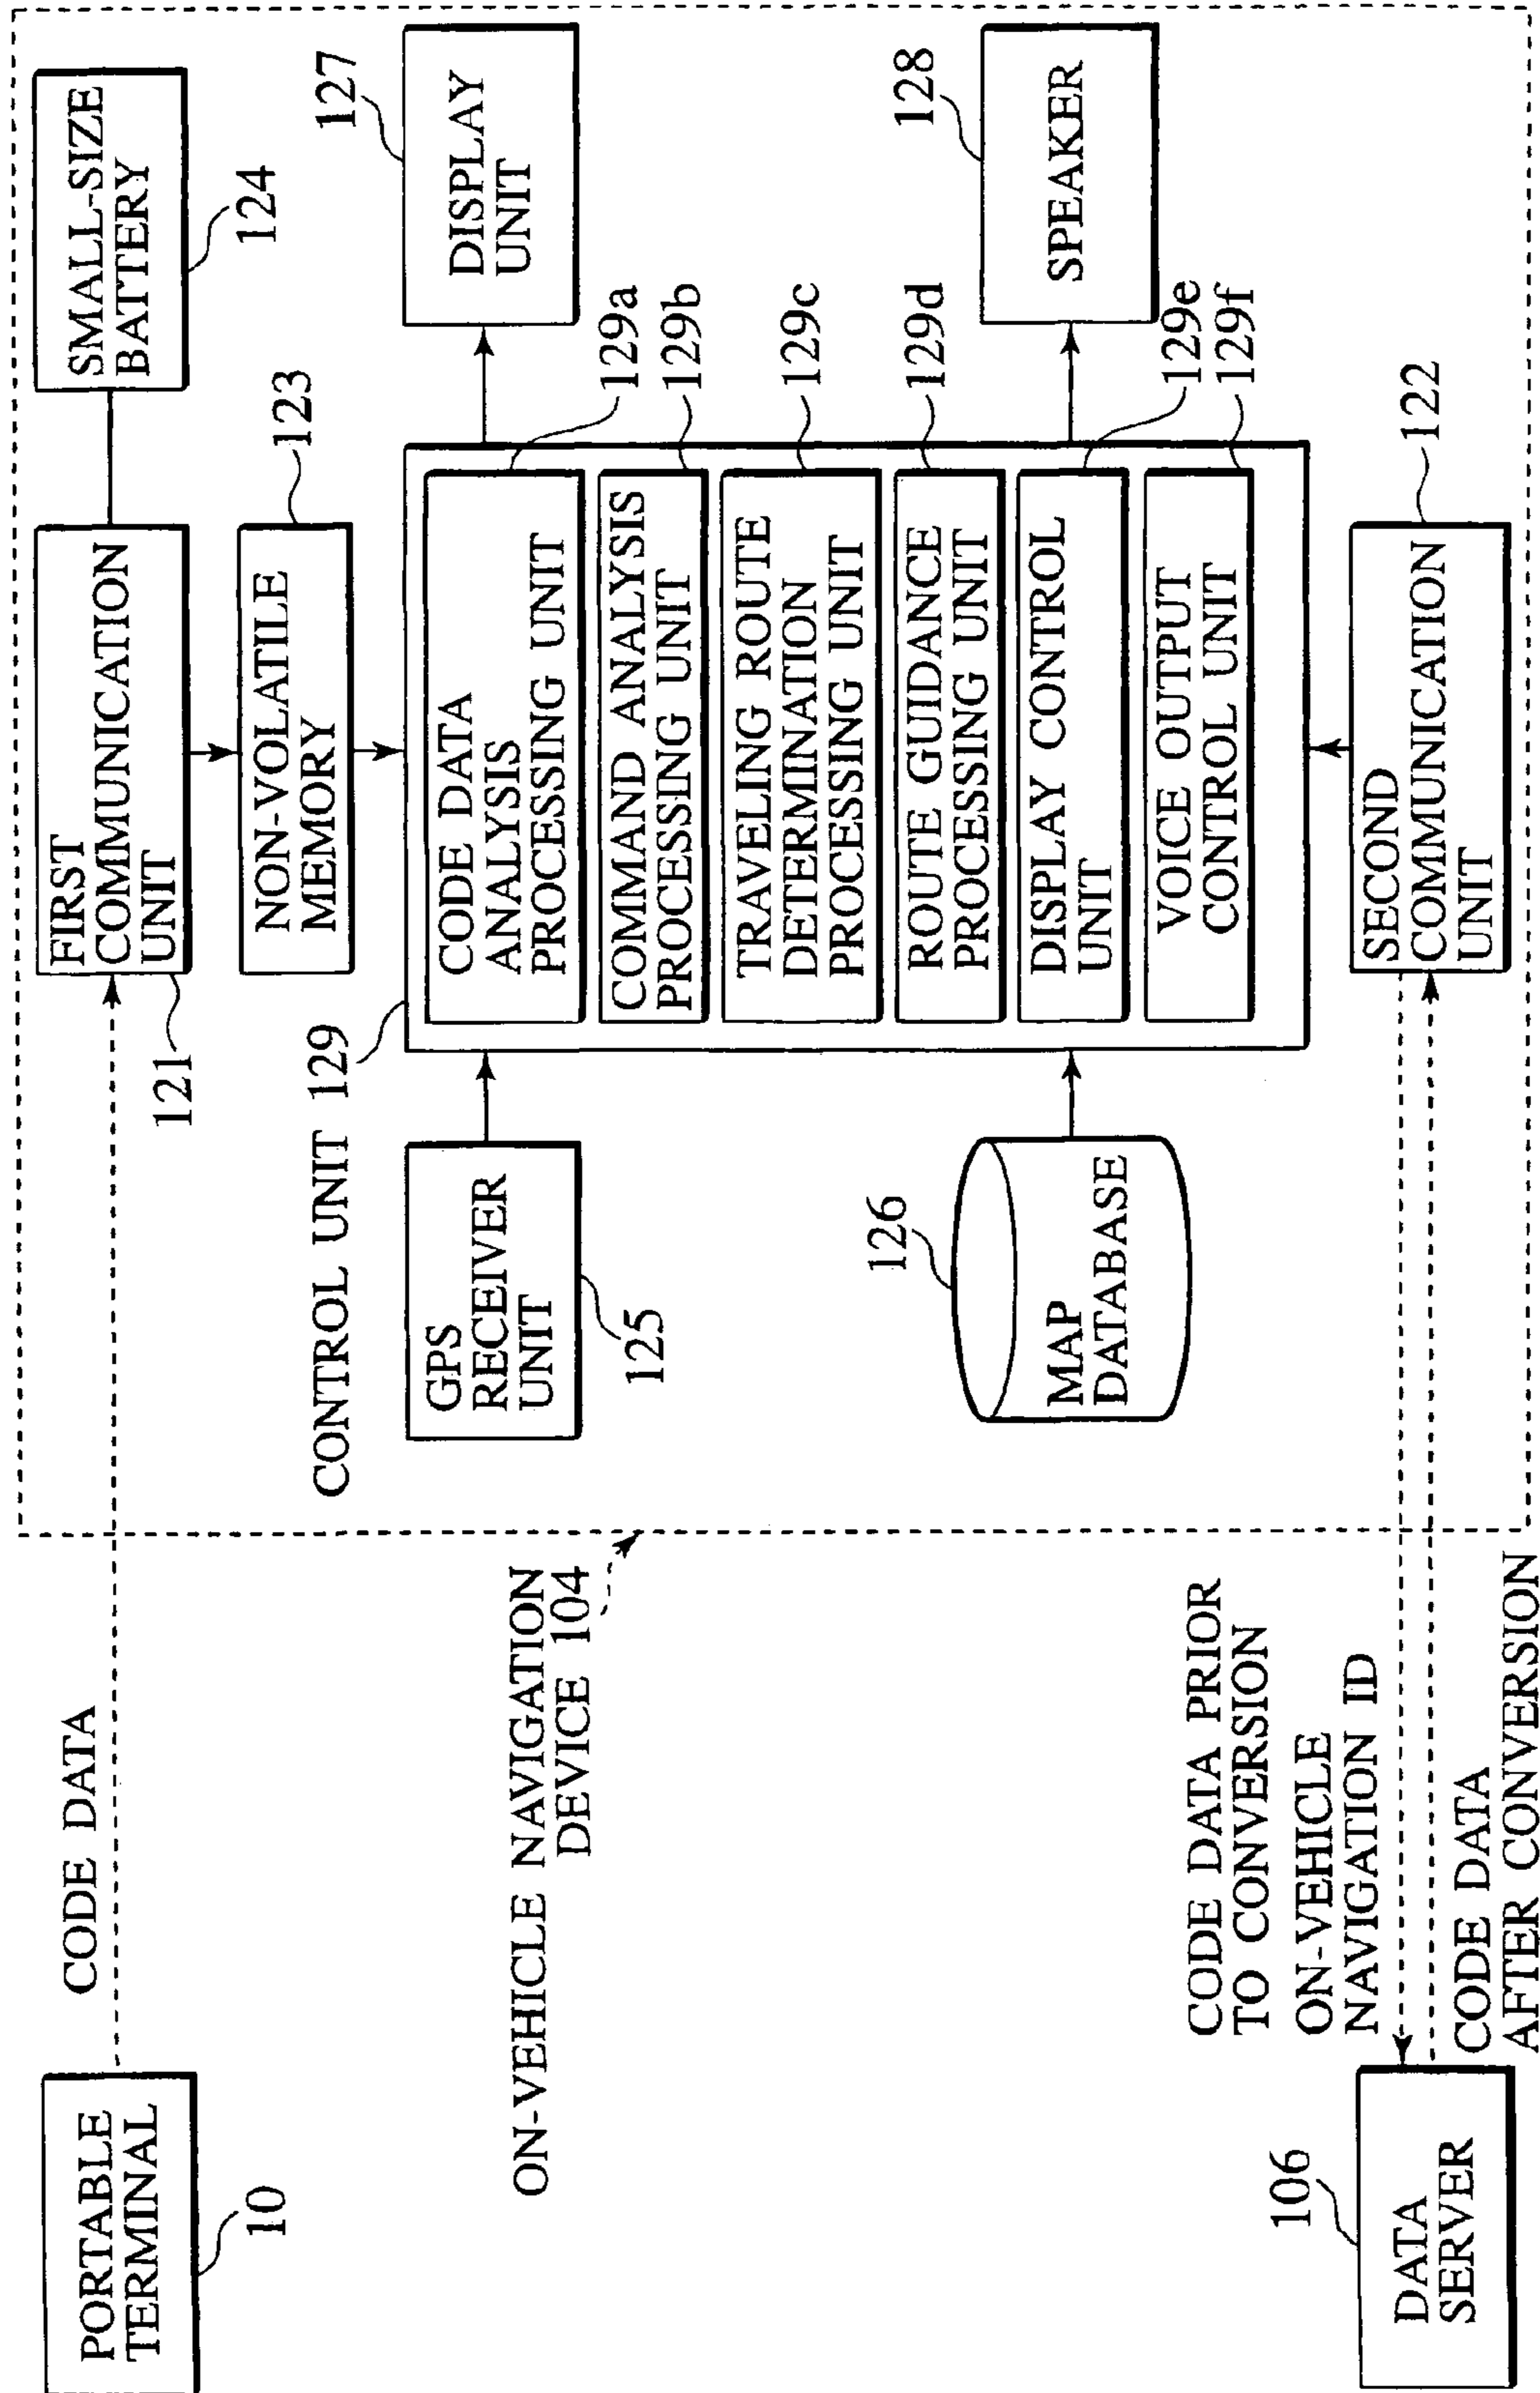 PORTABLE
TERMINAL
10
CODE DATA
121
FIRST
COMMUNICATION
UNIT
SMALL-SIZE
BATTERY
124
NON-VOLATILE
MEMORY
123
ON-VEHICLE NAVIGATION
DEVICE 104
CONTROL UNIT 129
GPS
RECEIVER
UNIT
125
CODE DATA
ANALYSIS
PROCESSING UNIT
129a
COMMAND ANALYSIS
PROCESSING UNIT
129b
TRAVELING ROUTE
DETERMINATION
PROCESSING UNIT
129c
ROUTE GUIDANCE
PROCESSING UNIT
129d
DISPLAY CONTROL
UNIT
129e
VOICE OUTPUT
CONTROL UNIT
129f
127
DISPLAY
UNIT
128
SPEAKER
126
MAP
DATABASE
106
DATA
SERVER
CODE DATA PRIOR
TO CONVERSION
ON-VEHICLE
NAVIGATION ID
CODE DATA
AFTER CONVERSION
SECOND
COMMUNICATION
UNIT
122